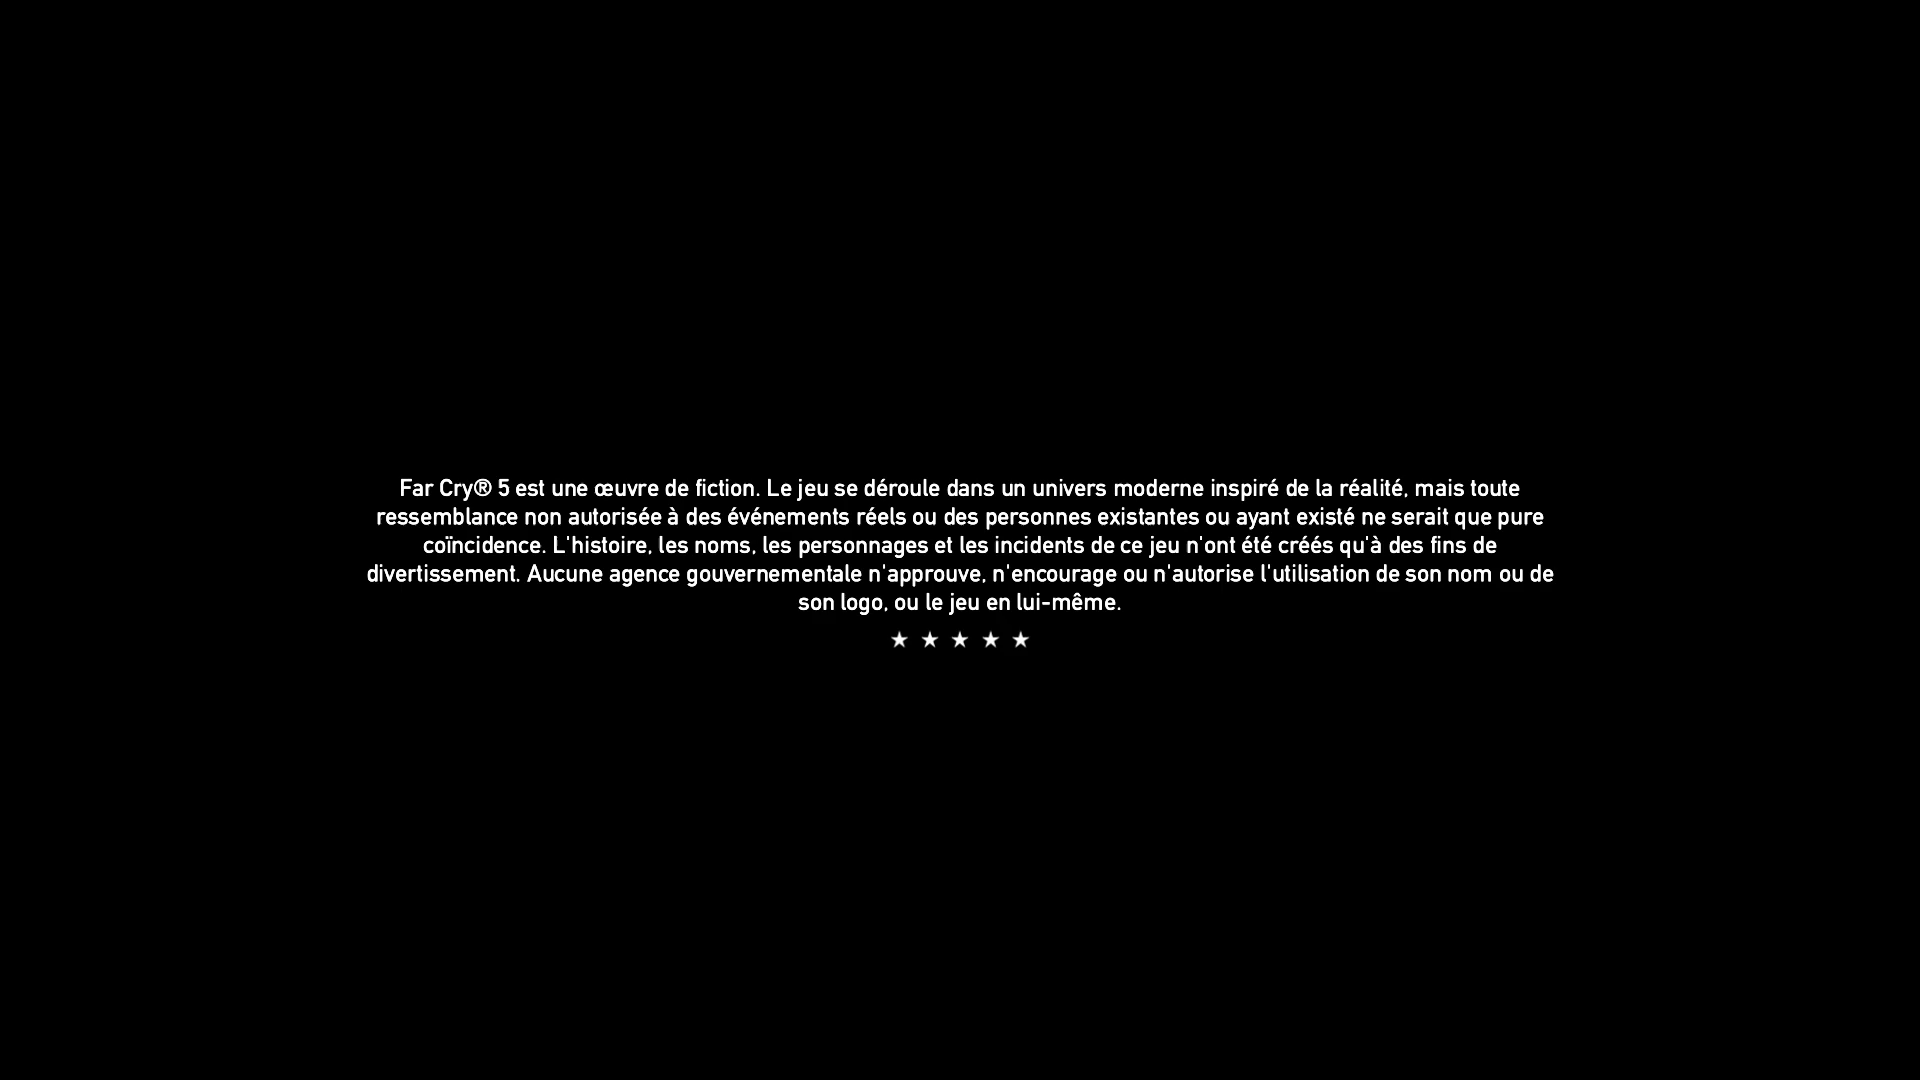 Far Cry® 5 est une œuvre de fiction. Le jeu se déroule dans un univers moderne inspiré de la réalité, mais toute
ressemblance non autorisée à des événements réels ou des personnes existantes ou ayant existé ne serait que pure
coïncidence. L'histoire, les noms, les personnages et les incidents de ce jeu n'ont été créés qu'à des fins de
divertissement. Aucune agence gouvernementale n'approuve, n'encourage ou n'autorise l'utilisation de son nom ou de
son logo, ou le jeu en lui-même.
★ ★ ★ ★ ★